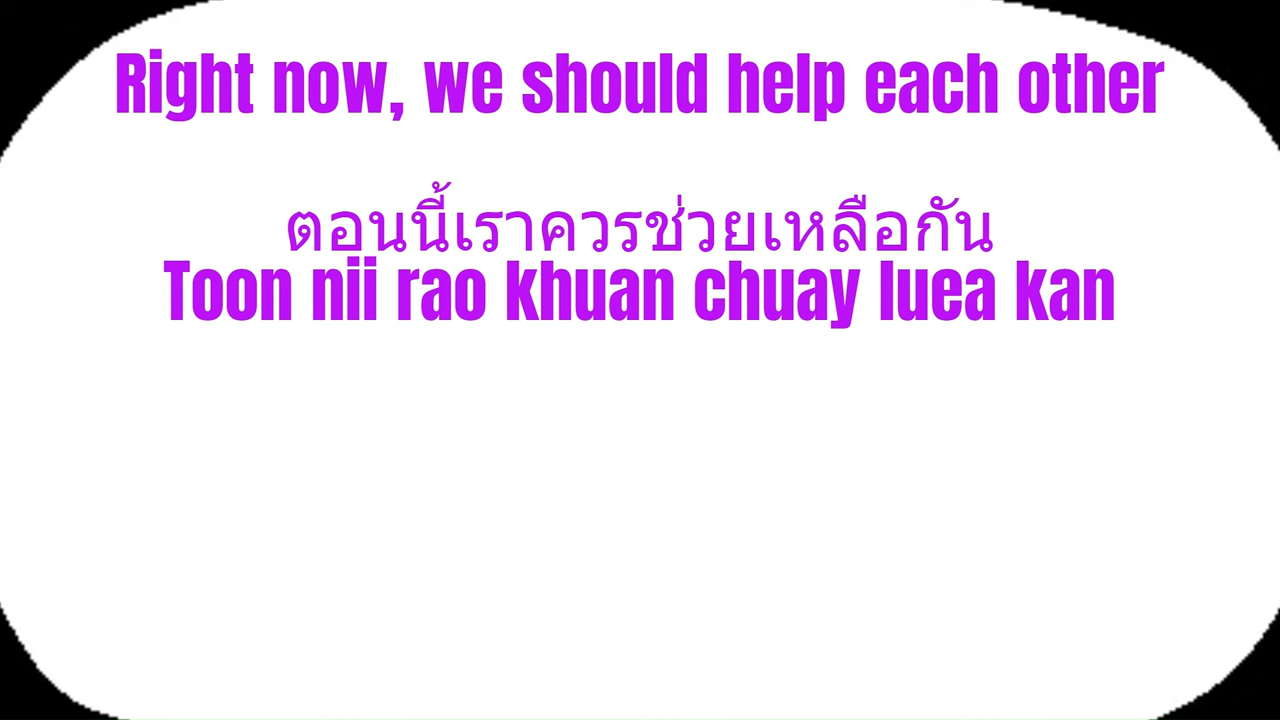 Right now, we should help each other
ตอนนี้เราควรช่วยเหลือกัน
Toon nii rao khuan chuay luea kan